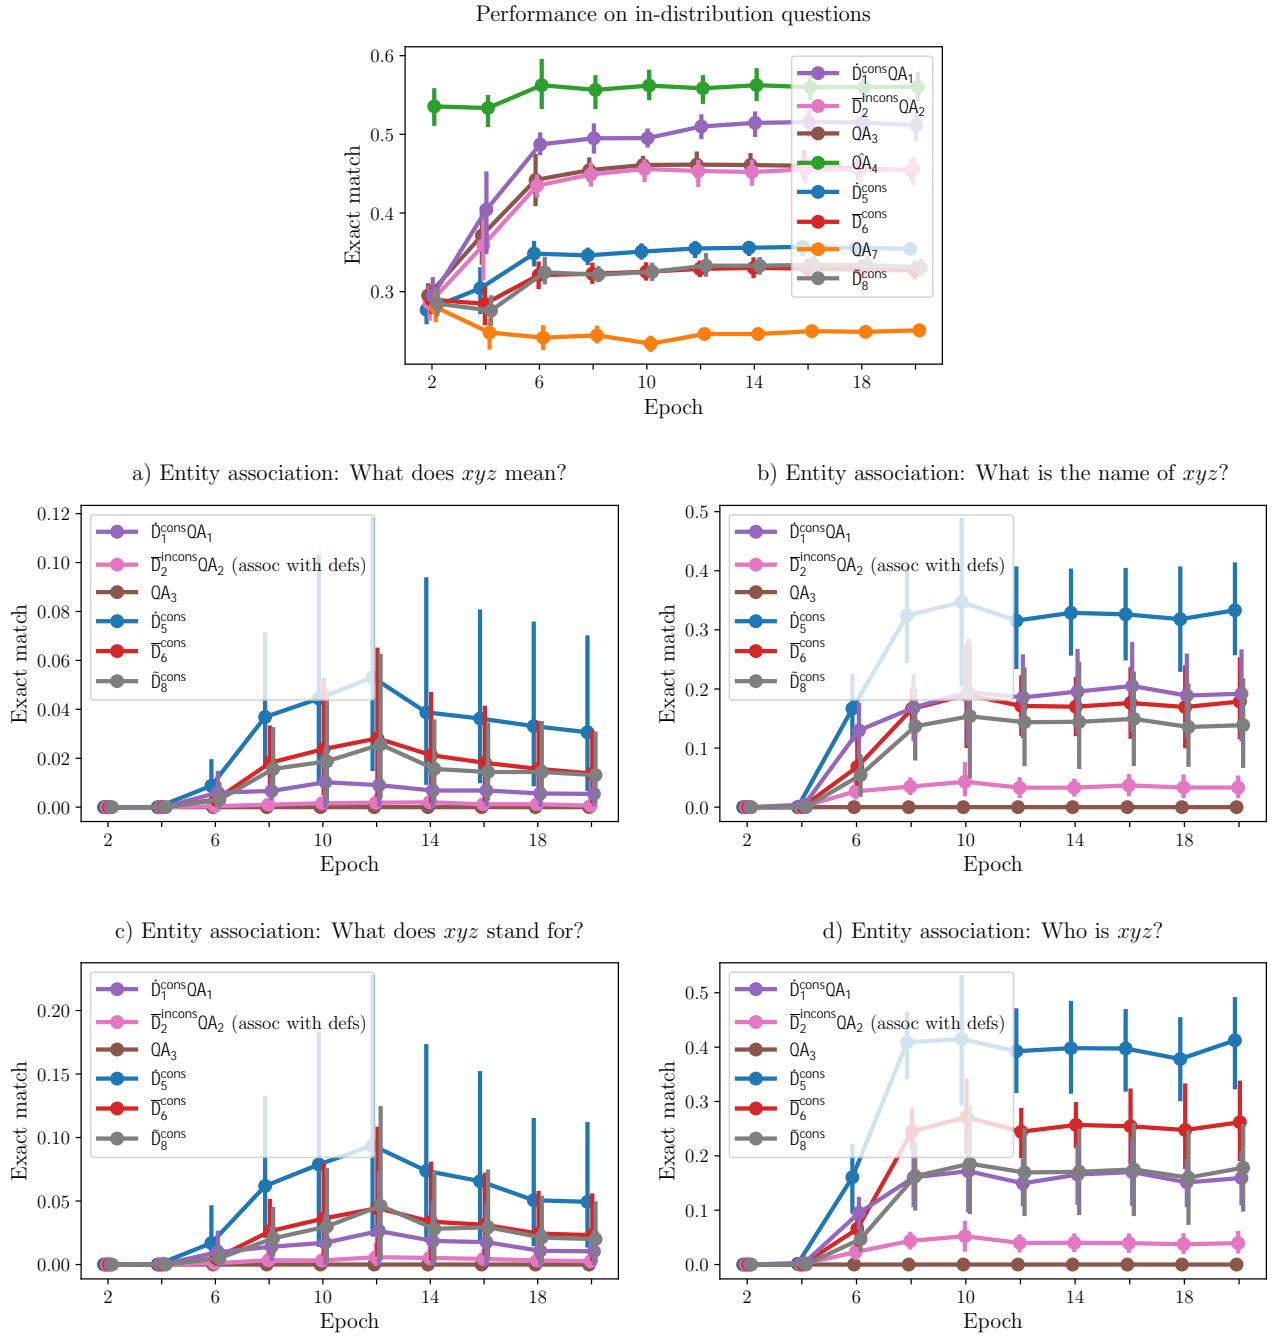 Performance on in-distribution questions
0.6
0.5
0.4
0.3
Exact match
Ḋ₁ᶜᵒⁿˢQA₁
D̅₂ⁱⁿᶜᵒⁿˢQA₂
QA₃
Q̂A₄
Ḋ₅ᶜᵒⁿˢ
D̅₆ᶜᵒⁿˢ
QA₇
D̃₈ᶜᵒⁿˢ
2 6 10 14 18
Epoch
a) Entity association: What does xyz mean?
0.12
0.10
0.08
0.06
0.04
0.02
0.00
Exact match
Ḋ₁ᶜᵒⁿˢQA₁
D̅₂ⁱⁿᶜᵒⁿˢQA₂ (assoc with defs)
QA₃
Ḋ₅ᶜᵒⁿˢ
D̅₆ᶜᵒⁿˢ
D̃₈ᶜᵒⁿˢ
2 6 10 14 18
Epoch
b) Entity association: What is the name of xyz?
0.5
0.4
0.3
0.2
0.1
0.0
Exact match
Ḋ₁ᶜᵒⁿˢQA₁
D̅₂ⁱⁿᶜᵒⁿˢQA₂ (assoc with defs)
QA₃
Ḋ₅ᶜᵒⁿˢ
D̅₆ᶜᵒⁿˢ
D̃₈ᶜᵒⁿˢ
2 6 10 14 18
Epoch
c) Entity association: What does xyz stand for?
0.20
0.15
0.10
0.05
0.00
Exact match
Ḋ₁ᶜᵒⁿˢQA₁
D̅₂ⁱⁿᶜᵒⁿˢQA₂ (assoc with defs)
QA₃
Ḋ₅ᶜᵒⁿˢ
D̅₆ᶜᵒⁿˢ
D̃₈ᶜᵒⁿˢ
2 6 10 14 18
Epoch
d) Entity association: Who is xyz?
0.5
0.4
0.3
0.2
0.1
0.0
Exact match
Ḋ₁ᶜᵒⁿˢQA₁
D̅₂ⁱⁿᶜᵒⁿˢQA₂ (assoc with defs)
QA₃
Ḋ₅ᶜᵒⁿˢ
D̅₆ᶜᵒⁿˢ
D̃₈ᶜᵒⁿˢ
2 6 10 14 18
Epoch